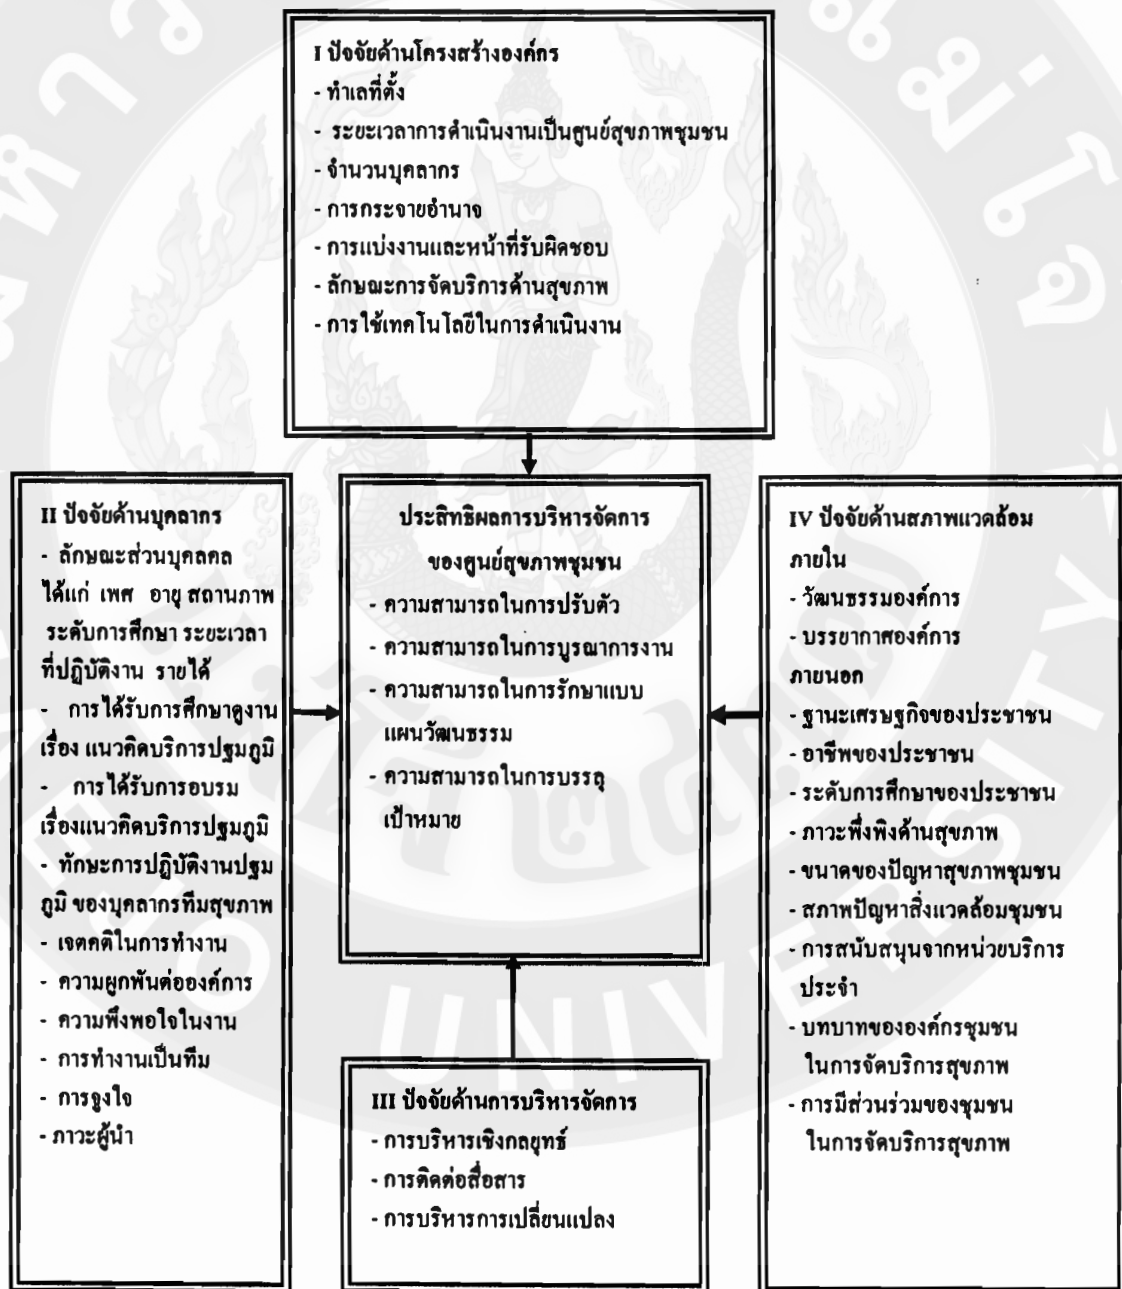 I ปัจจัยด้านโครงสร้างองค์กร
- ทำเลที่ตั้ง
- ระยะเวลาการดำเนินงานเป็นศูนย์สุขภาพชุมชน
- จำนวนบุคลากร
- การกระจายอำนาจ
- การแบ่งงานและหน้าที่รับผิดชอบ
- ลักษณะการจัดบริการด้านสุขภาพ
- การใช้เทคโนโลยีในการดำเนินงาน
II ปัจจัยด้านบุคลากร
- ลักษณะส่วนบุคลคล
ได้แก่ เพศ อายุ สถานภาพ
ระดับการศึกษา ระยะเวลา
ที่ปฏิบัติงาน รายได้
- การได้รับการศึกษาดูงาน
เรื่อง แนวคิดบริการปฐมภูมิ
- การได้รับการอบรม
เรื่องแนวคิดบริการปฐมภูมิ
- ทักษะการปฏิบัติงานปฐม
ภูมิ ของบุคลากรทีมสุขภาพ
- เจตคติในการทำงาน
- ความผูกพันต่อองค์การ
- ความพึงพอใจในงาน
- การทำงานเป็นทีม
- การจูงใจ
- ภาวะผู้นำ
ประสิทธิผลการบริหารจัดการ
ของศูนย์สุขภาพชุมชน
- ความสามารถในการปรับตัว
- ความสามารถในการบูรณาการงาน
- ความสามารถในการรักษาแบบ
แผนวัฒนธรรม
- ความสามารถในการบรรลุ
เป้าหมาย
III ปัจจัยด้านการบริหารจัดการ
- การบริหารเชิงกลยุทธ์
- การติดต่อสื่อสาร
- การบริหารการเปลี่ยนแปลง
IV ปัจจัยด้านสภาพแวดล้อม
ภายใน
- วัฒนธรรมองค์การ
- บรรยากาศองค์การ
ภายนอก
- ฐานะเศรษฐกิจของประชาชน
- อาชีพของประชาชน
- ระดับการศึกษาของประชาชน
- ภาวะพึ่งพิงด้านสุขภาพ
- ขนาดของปัญหาสุขภาพชุมชน
- สภาพปัญหาสิ่งแวดล้อมชุมชน
- การสนับสนุนจากหน่วยบริการ
ประจำ
- บทบาทขององค์กรชุมชน
ในการจัดบริการสุขภาพ
- การมีส่วนร่วมของชุมชน
ในการจัดบริการสุขภาพ
UNIVERSITY